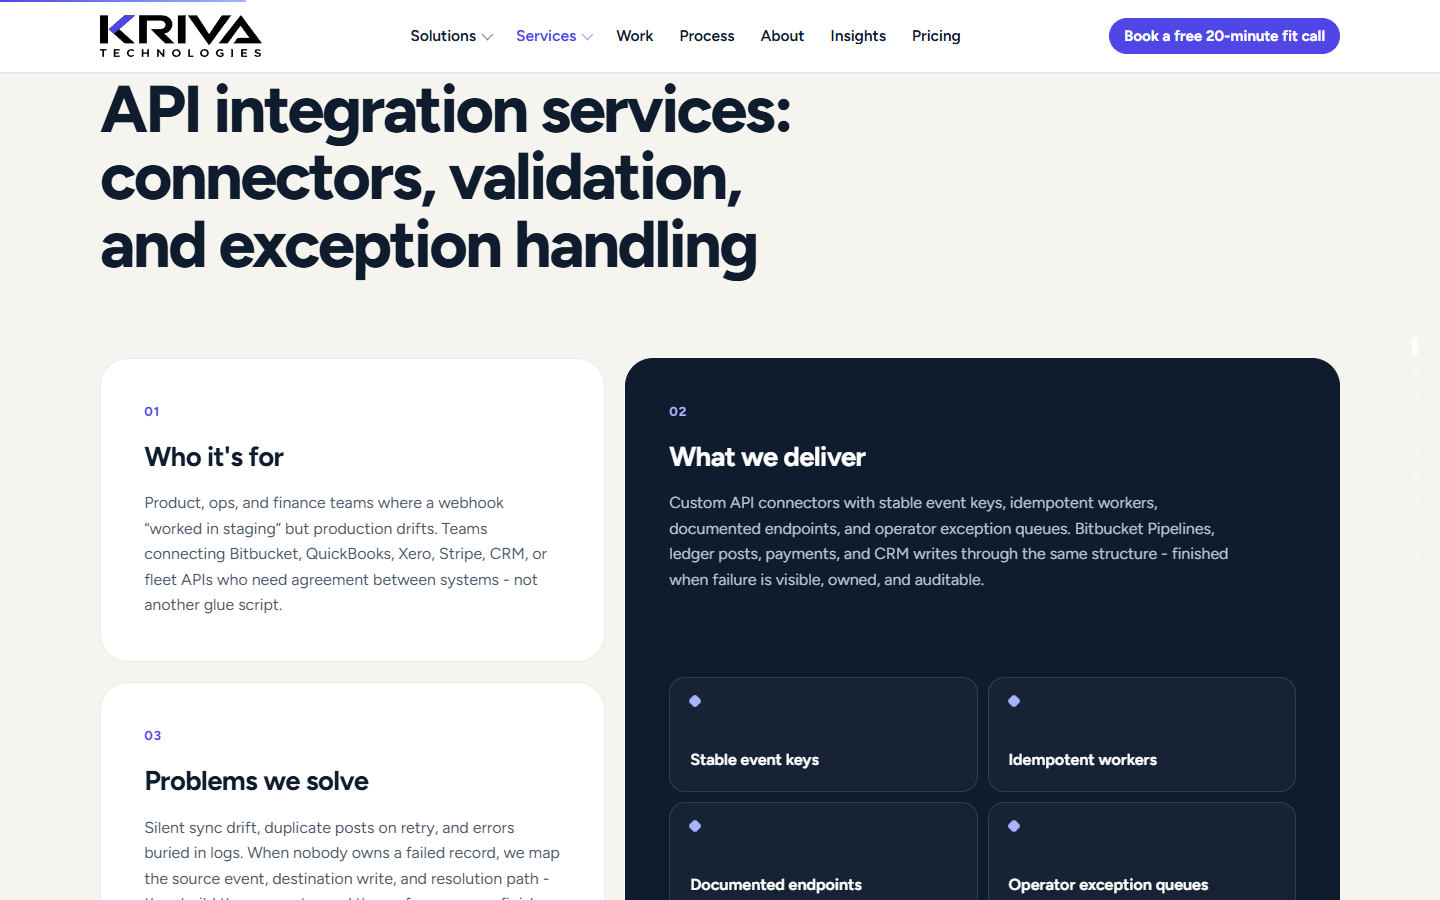 KRIVA
TECHNOLOGIES
Solutions
Services
Work
Process
About
Insights
Pricing
Book a free 20-minute fit call
API integration services:
connectors, validation,
and exception handling
01
Who it's for
Product, ops, and finance teams where a webhook
“worked in staging” but production drifts. Teams
connecting Bitbucket, QuickBooks, Xero, Stripe, CRM, or
fleet APIs who need agreement between systems - not
another glue script.
02
What we deliver
Custom API connectors with stable event keys, idempotent workers,
documented endpoints, and operator exception queues. Bitbucket Pipelines,
ledger posts, payments, and CRM writes through the same structure - finished
when failure is visible, owned, and auditable.
Stable event keys
Idempotent workers
Documented endpoints
Operator exception queues
03
Problems we solve
Silent sync drift, duplicate posts on retry, and errors
buried in logs. When nobody owns a failed record, we map
the source event, destination write, and resolution path -